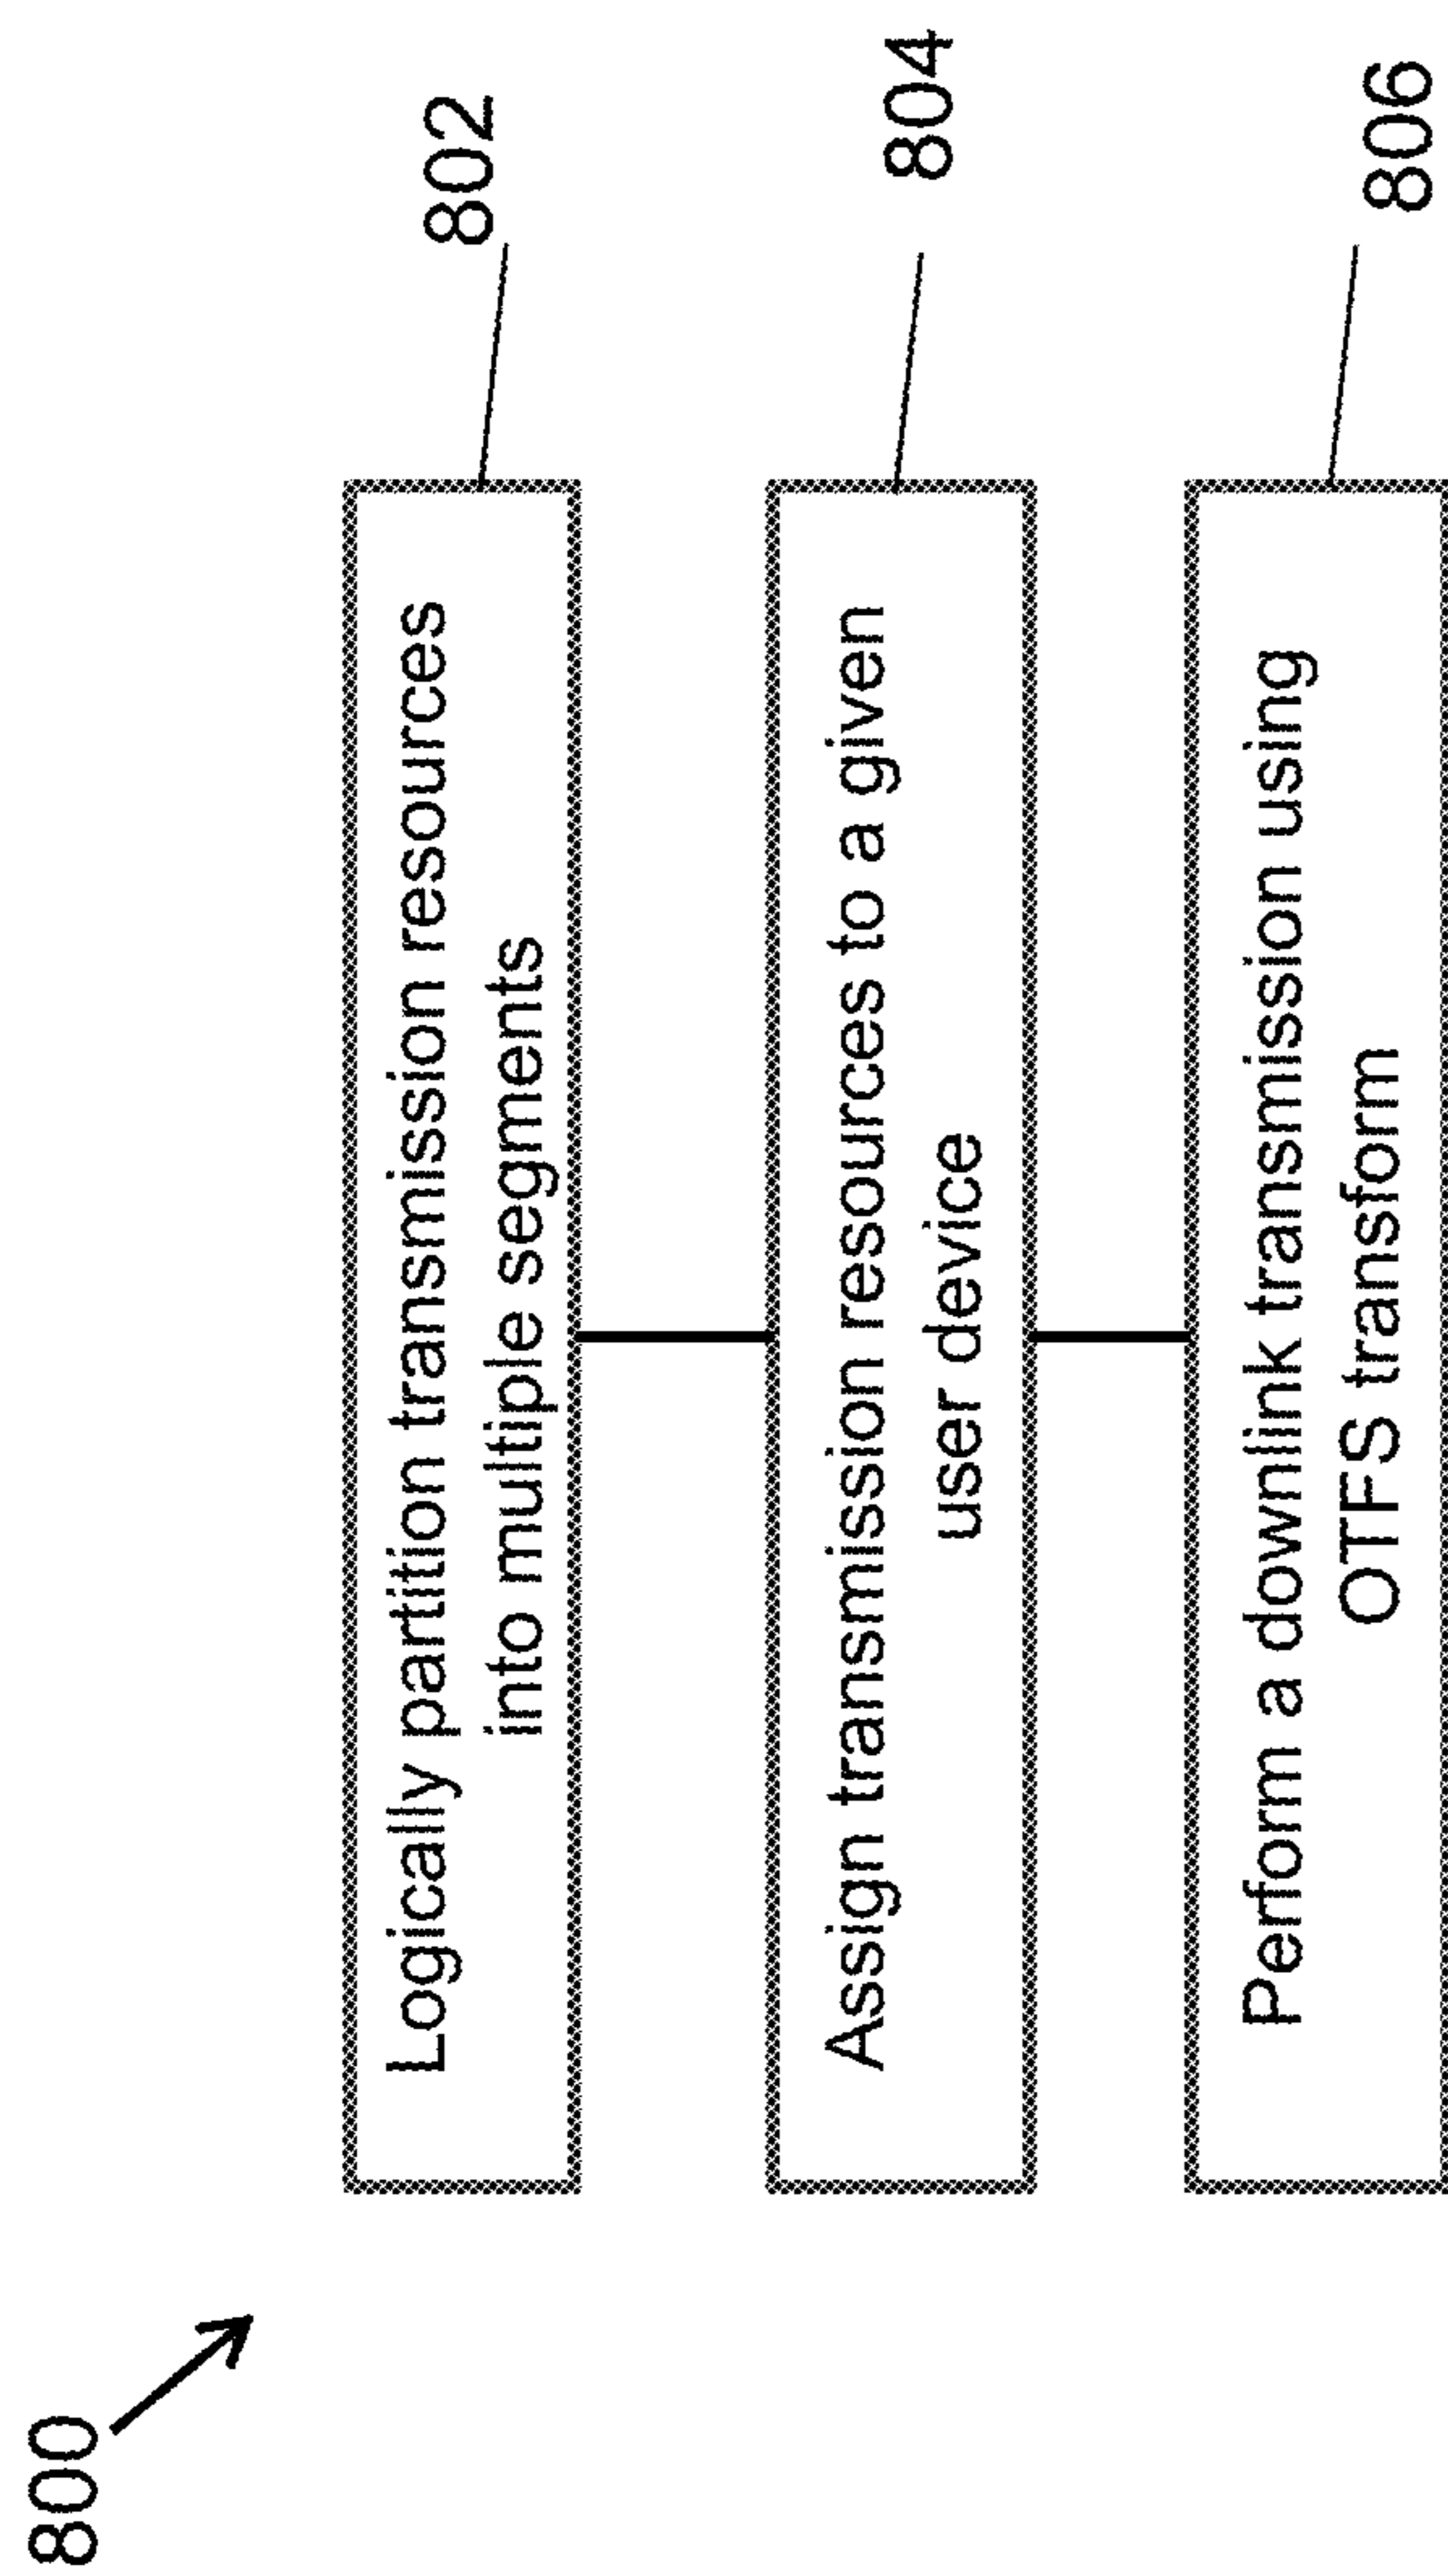 800
Logically partition transmission resources
into multiple segments
802
Assign transmission resources to a given
user device
804
Perform a downlink transmission using
OTFS transform
806